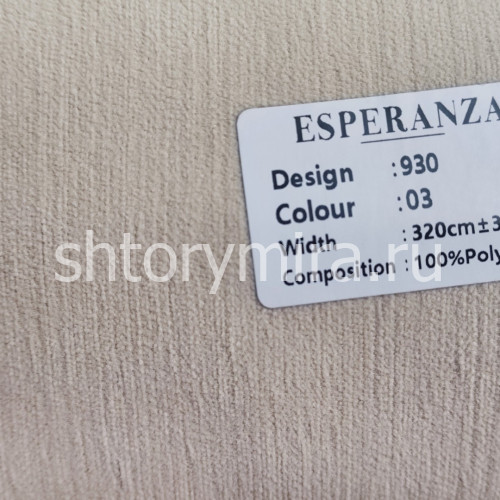 ESPERANZA
Design :930
Colour :03
Width : 320cm±3
shtorymira.ru
Composition : 100%Poly